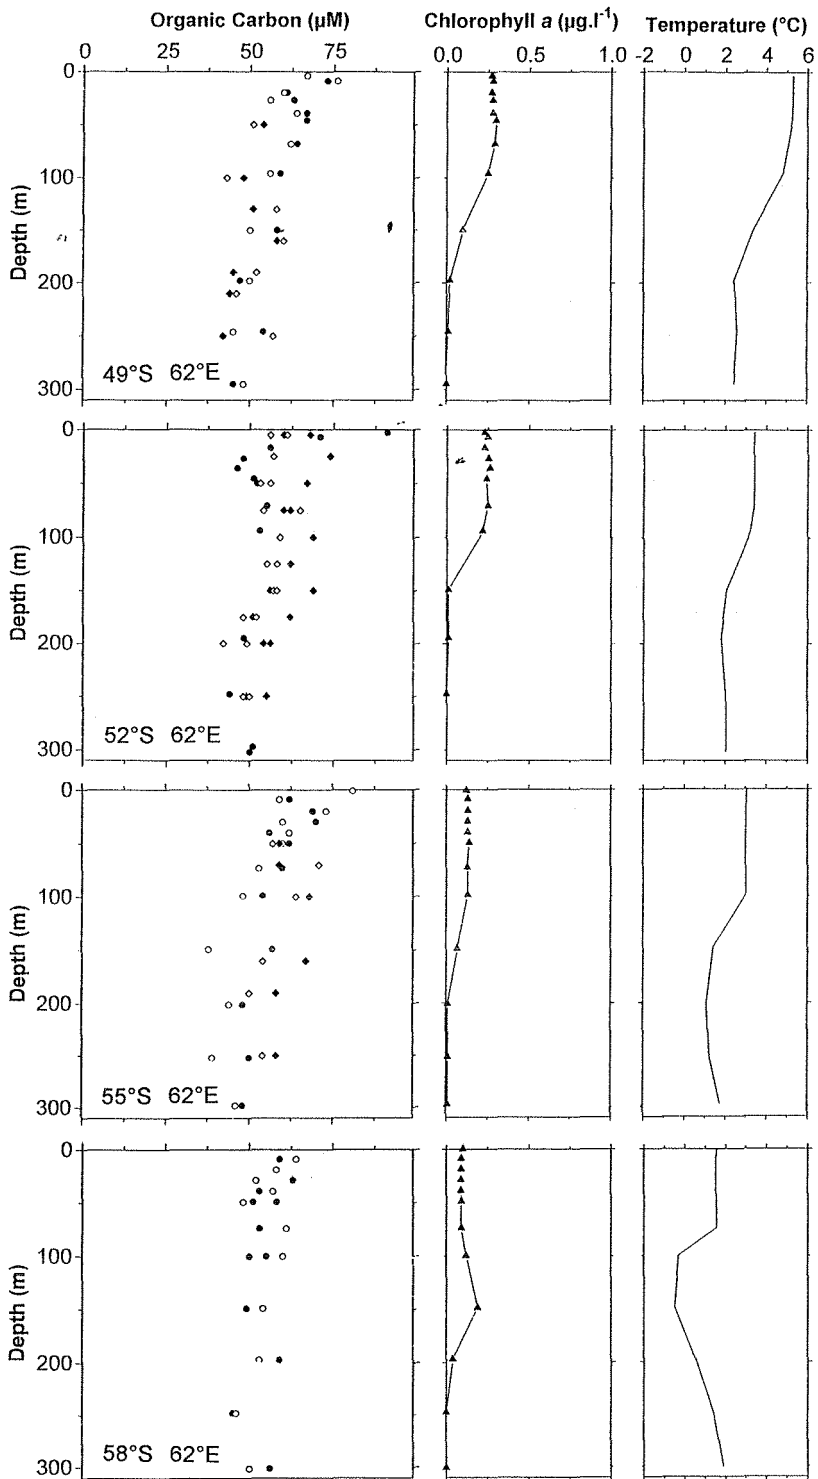 Organic Carbon (µM) Chlorophyll a (µg.l⁻¹) Temperature (°C)
0 25 50 75 0.0 0.5 1.0 -2 0 2 4 6
0
100
200
300
Depth (m)
49°S 62°E
0
100
200
300
Depth (m)
52°S 62°E
0
100
200
300
Depth (m)
55°S 62°E
0
100
200
300
Depth (m)
58°S 62°E